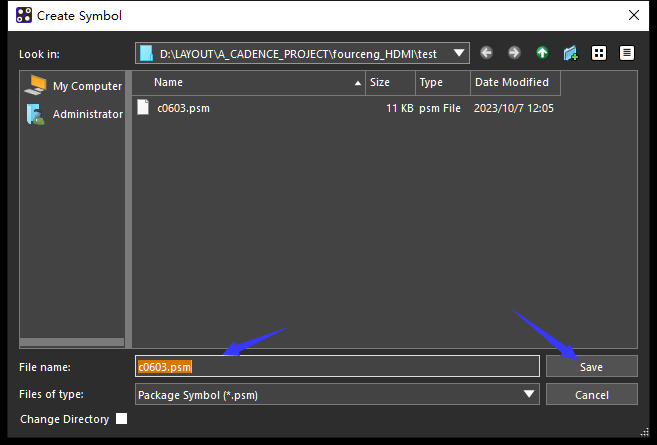 Create Symbol
Look in: D:\LAYOUT\A_CADENCE_PROJECT\fourceng_HDMI\test
My Computer
Administrator
Name Size Type Date Modified
c0603.psm 11 KB psm File 2023/10/7 12:05
File name: c0603.psm Save
Files of type: Package Symbol (*.psm) Cancel
Change Directory